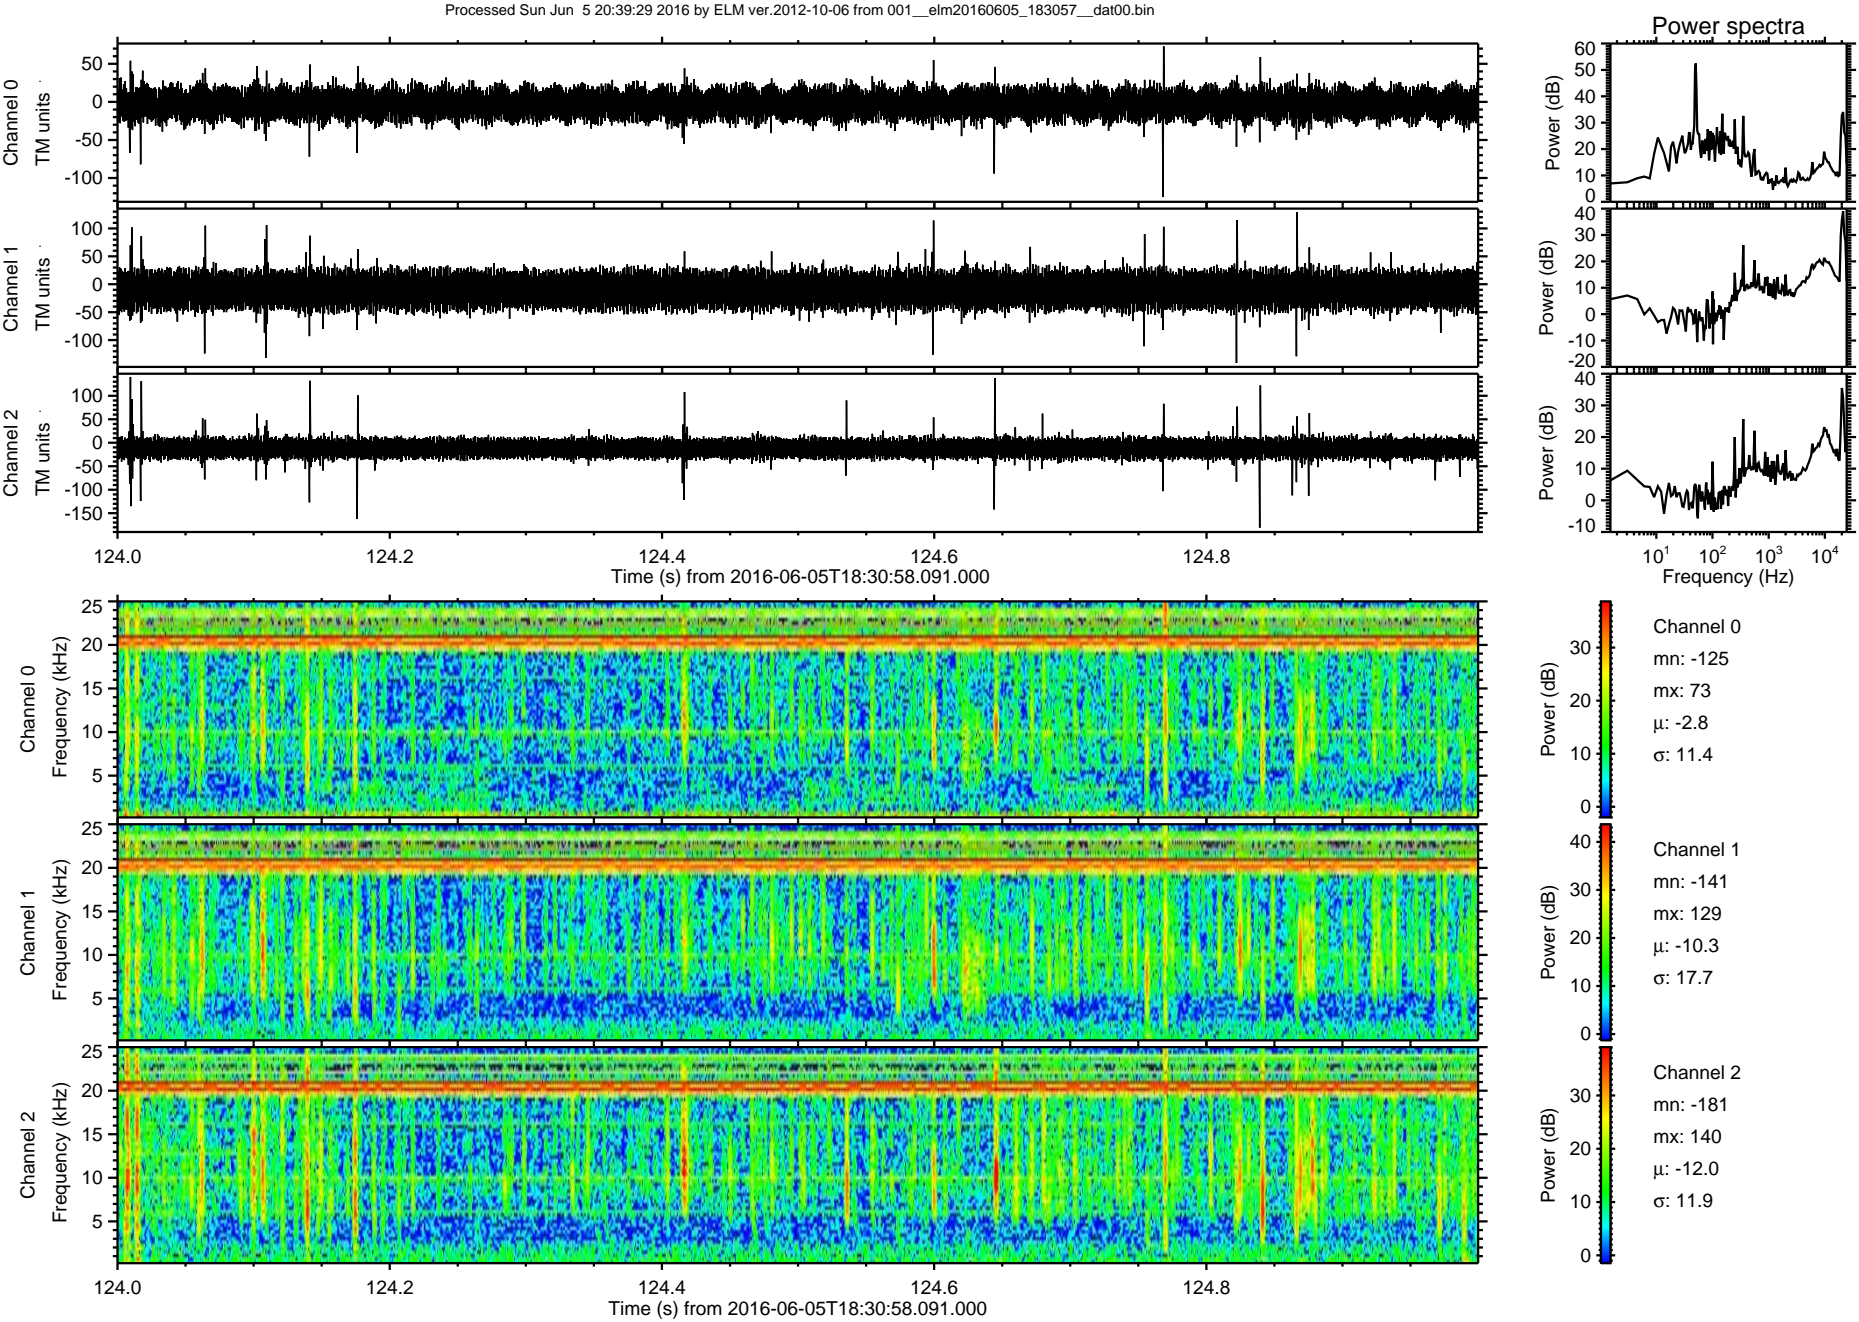 Processed Sun Jun  5 20:39:29 2016 by ELM ver.2012-10-06 from 001__elm20160605_183057__dat00.bin
Power spectra
Channel 0
TM units
50
0
-50
-100
Power (dB)
60
50
40
30
20
10
0
Channel 1
TM units
100
50
0
-50
-100
Power (dB)
40
30
20
10
0
-10
-20
Channel 2
TM units
100
50
0
-50
-100
-150
Power (dB)
40
30
20
10
0
-10
124.0 124.2 124.4 124.6 124.8
Time (s) from 2016-06-05T18:30:58.091.000
10¹ 10² 10³ 10⁴
Frequency (Hz)
Channel 0
Frequency (kHz)
25
20
15
10
5
Power (dB)
30
20
10
0
Channel 0
mn: -125
mx: 73
μ: -2.8
σ: 11.4
Channel 1
Frequency (kHz)
25
20
15
10
5
Power (dB)
40
30
20
10
0
Channel 1
mn: -141
mx: 129
μ: -10.3
σ: 17.7
Channel 2
Frequency (kHz)
25
20
15
10
5
Power (dB)
30
20
10
0
Channel 2
mn: -181
mx: 140
μ: -12.0
σ: 11.9
124.0 124.2 124.4 124.6 124.8
Time (s) from 2016-06-05T18:30:58.091.000